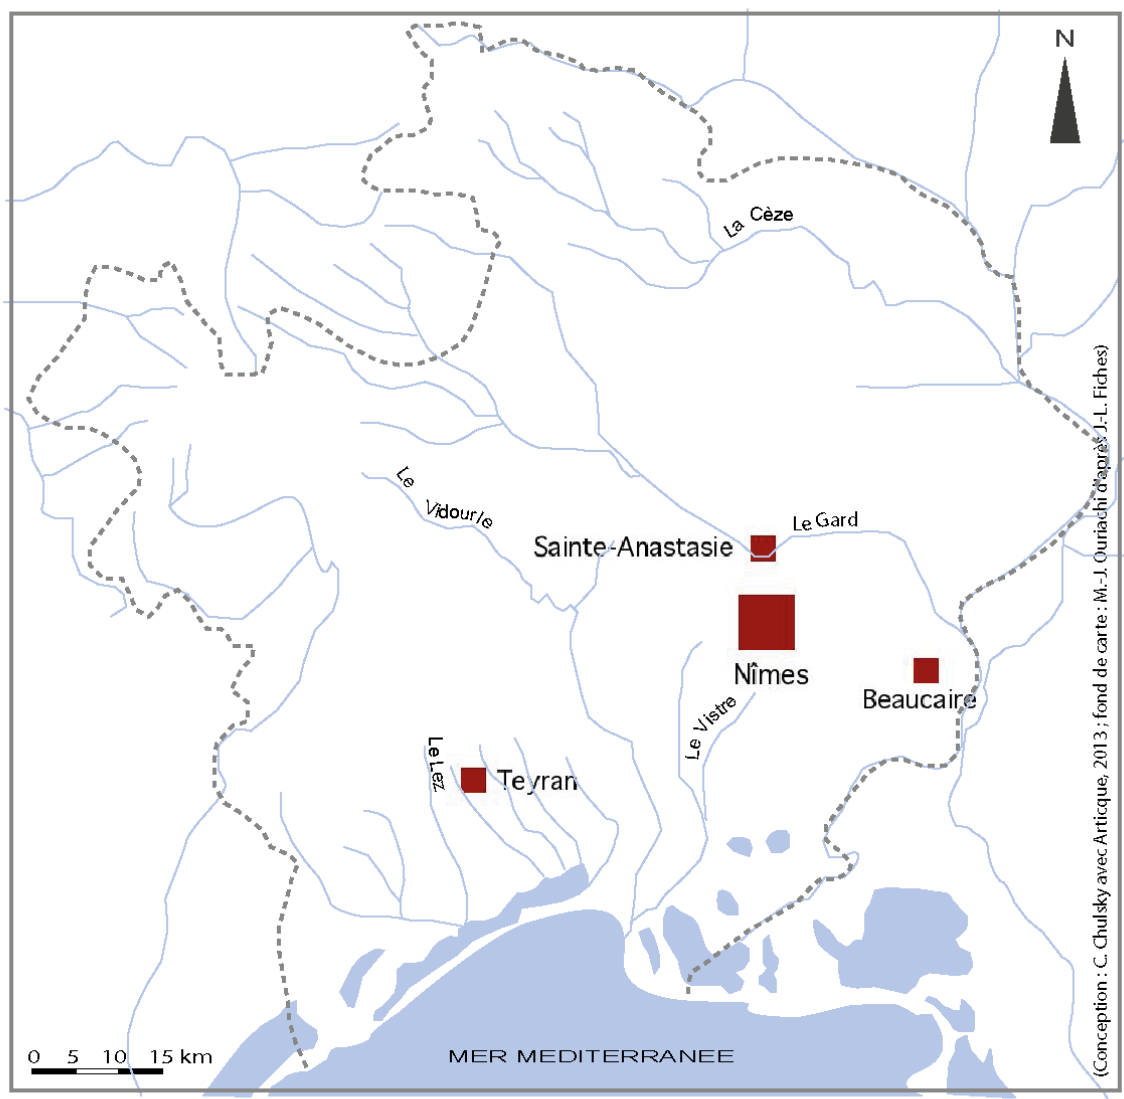 N
La Cèze
Le Vidourle
Le Gard
Sainte-Anastasie
Nîmes
Beaucaire
Le Vistre
Le Lez
Teyran
0 5 10 15 km
MER MEDITERRANEE
(Conception : C. Chulsky avec Articque, 2013 ; fond de carte : M.-J. Ouriachi d'après J.-L. Fiches)